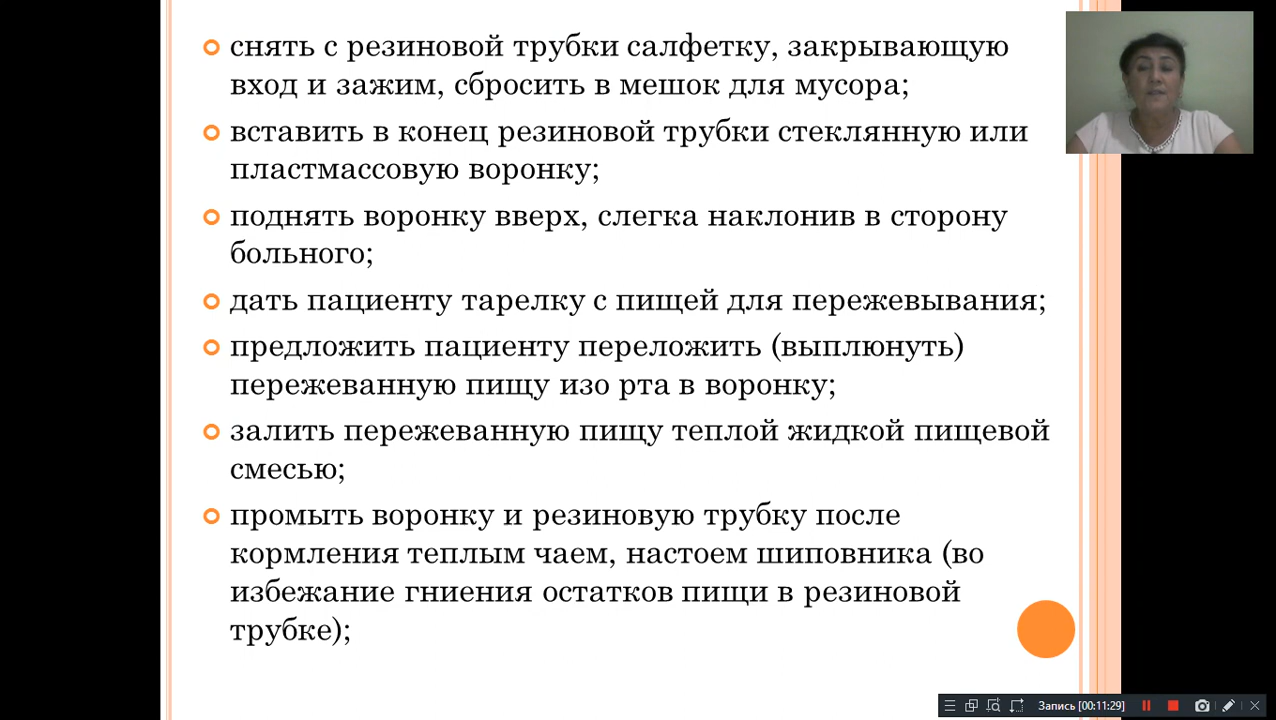 снять с резиновой трубки салфетку, закрывающую
вход и зажим, сбросить в мешок для мусора;
вставить в конец резиновой трубки стеклянную или
пластмассовую воронку;
поднять воронку вверх, слегка наклонив в сторону
больного;
дать пациенту тарелку с пищей для пережевывания;
предложить пациенту переложить (выплюнуть)
пережеванную пищу изо рта в воронку;
залить пережеванную пищу теплой жидкой пищевой
смесью;
промыть воронку и резиновую трубку после
кормления теплым чаем, настоем шиповника (во
избежание гниения остатков пищи в резиновой
трубке);
Запись [00:11:29]